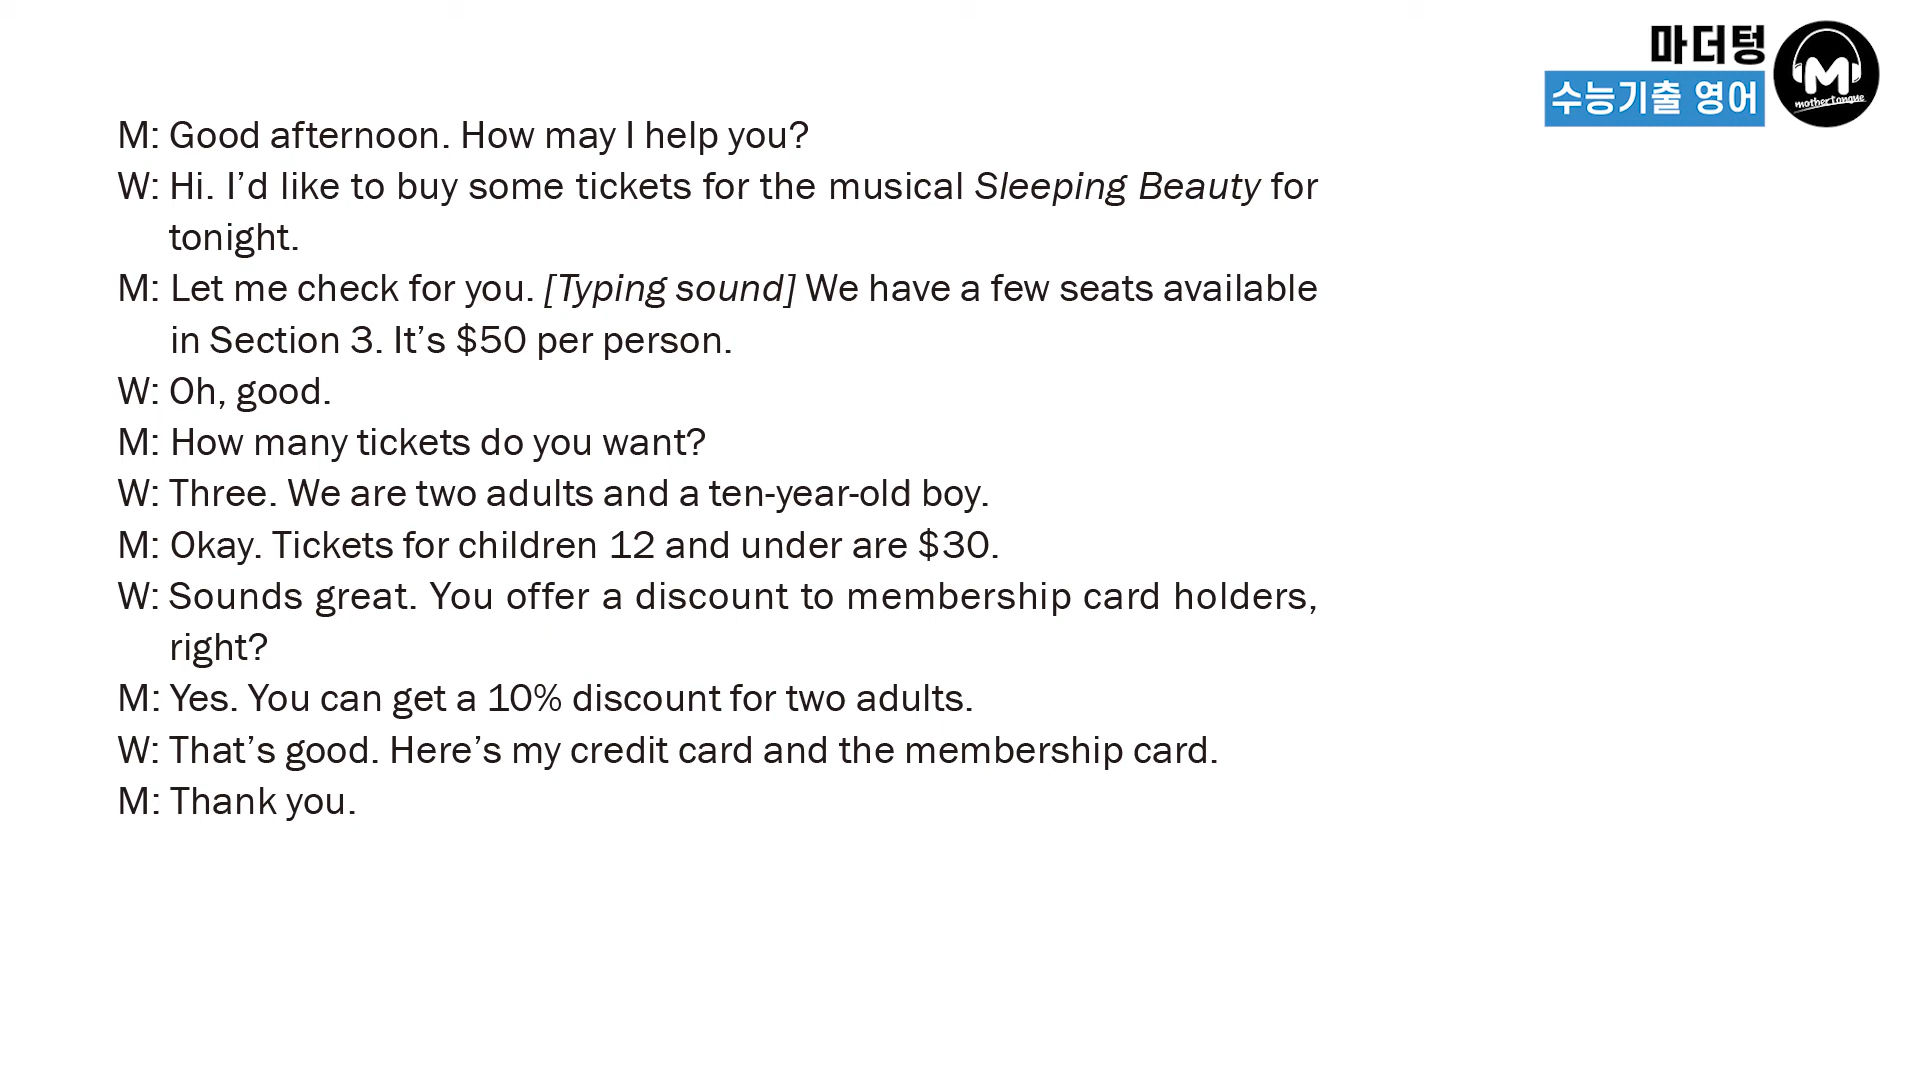 마더텅
수능기출 영어
M
mothertongue
M: Good afternoon. How may I help you?
W: Hi. I’d like to buy some tickets for the musical Sleeping Beauty for
tonight.
M: Let me check for you. [Typing sound] We have a few seats available
in Section 3. It’s $50 per person.
W: Oh, good.
M: How many tickets do you want?
W: Three. We are two adults and a ten-year-old boy.
M: Okay. Tickets for children 12 and under are $30.
W: Sounds great. You offer a discount to membership card holders,
right?
M: Yes. You can get a 10% discount for two adults.
W: That’s good. Here’s my credit card and the membership card.
M: Thank you.